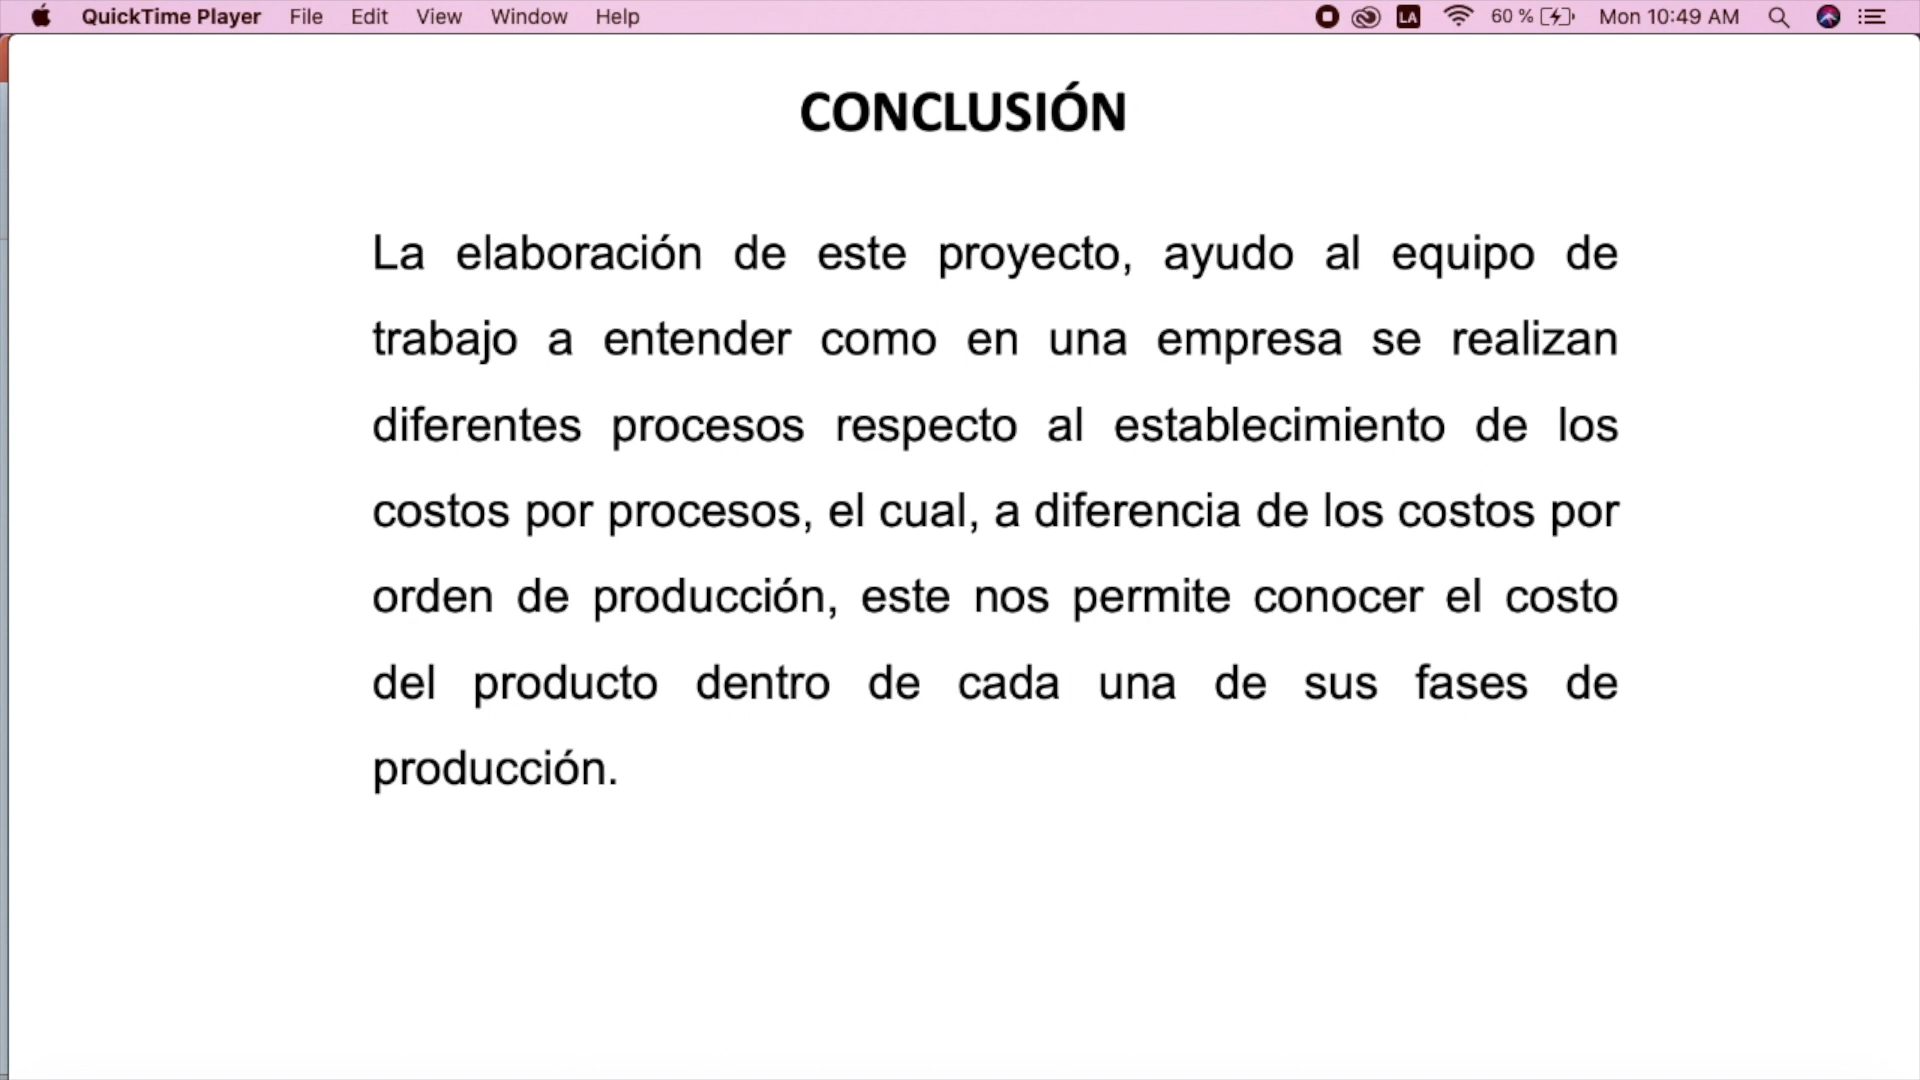 QuickTime Player File Edit View Window Help LA 60 % Mon 10:49 AM
CONCLUSIÓN
La elaboración de este proyecto, ayudo al equipo de
trabajo a entender como en una empresa se realizan
diferentes procesos respecto al establecimiento de los
costos por procesos, el cual, a diferencia de los costos por
orden de producción, este nos permite conocer el costo
del producto dentro de cada una de sus fases de
producción.